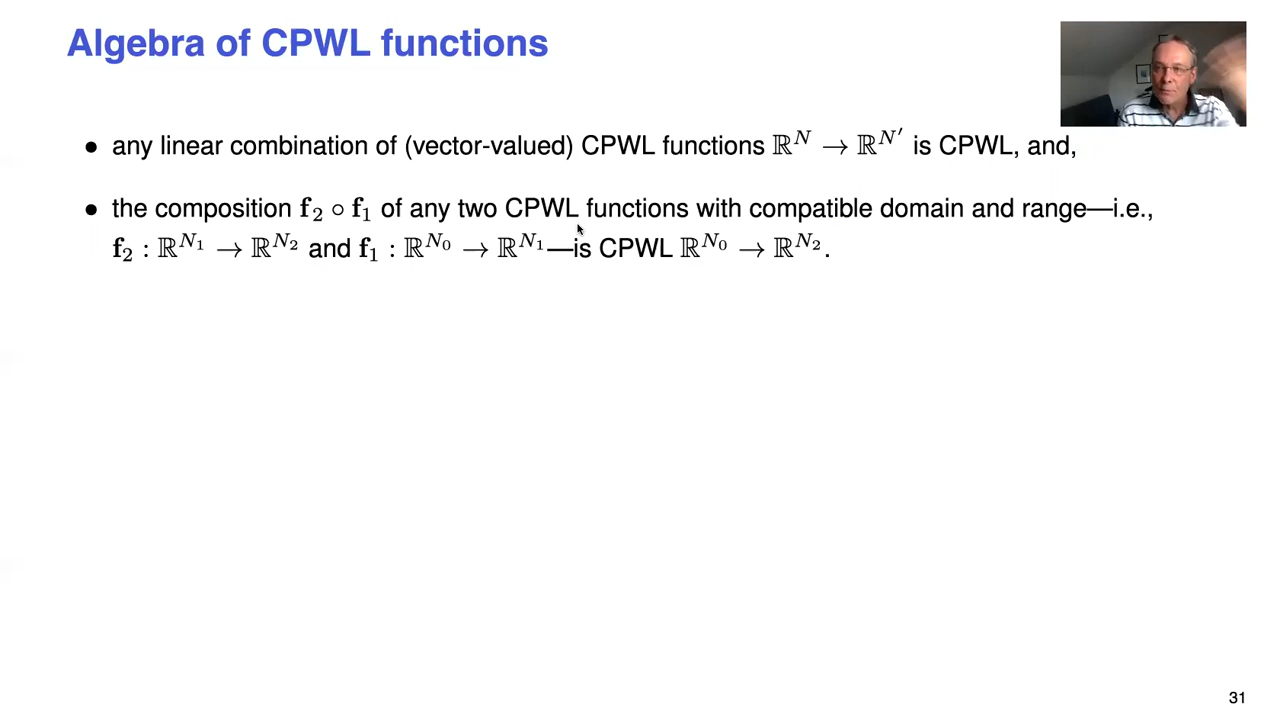 Algebra of CPWL functions
• any linear combination of (vector-valued) CPWL functions ℝ^N → ℝ^{N′} is CPWL, and,
• the composition f₂ ∘ f₁ of any two CPWL functions with compatible domain and range—i.e.,
f₂ : ℝ^{N₁} → ℝ^{N₂} and f₁ : ℝ^{N₀} → ℝ^{N₁}—is CPWL ℝ^{N₀} → ℝ^{N₂}.
31